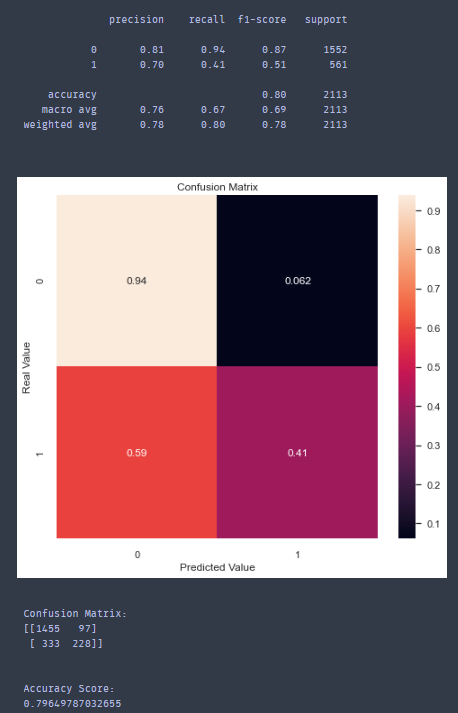 precision recall f1-score support
0 0.81 0.94 0.87 1552
1 0.70 0.41 0.51 561
accuracy 0.80 2113
macro avg 0.76 0.67 0.69 2113
weighted avg 0.78 0.80 0.78 2113
Confusion Matrix
Real Value
0
1
0.94
0.062
0.59
0.41
0
1
Predicted Value
0.9
0.8
0.7
0.6
0.5
0.4
0.3
0.2
0.1
Confusion Matrix:
[[1455 97]
[ 333 228]]
Accuracy Score:
0.79649787032655